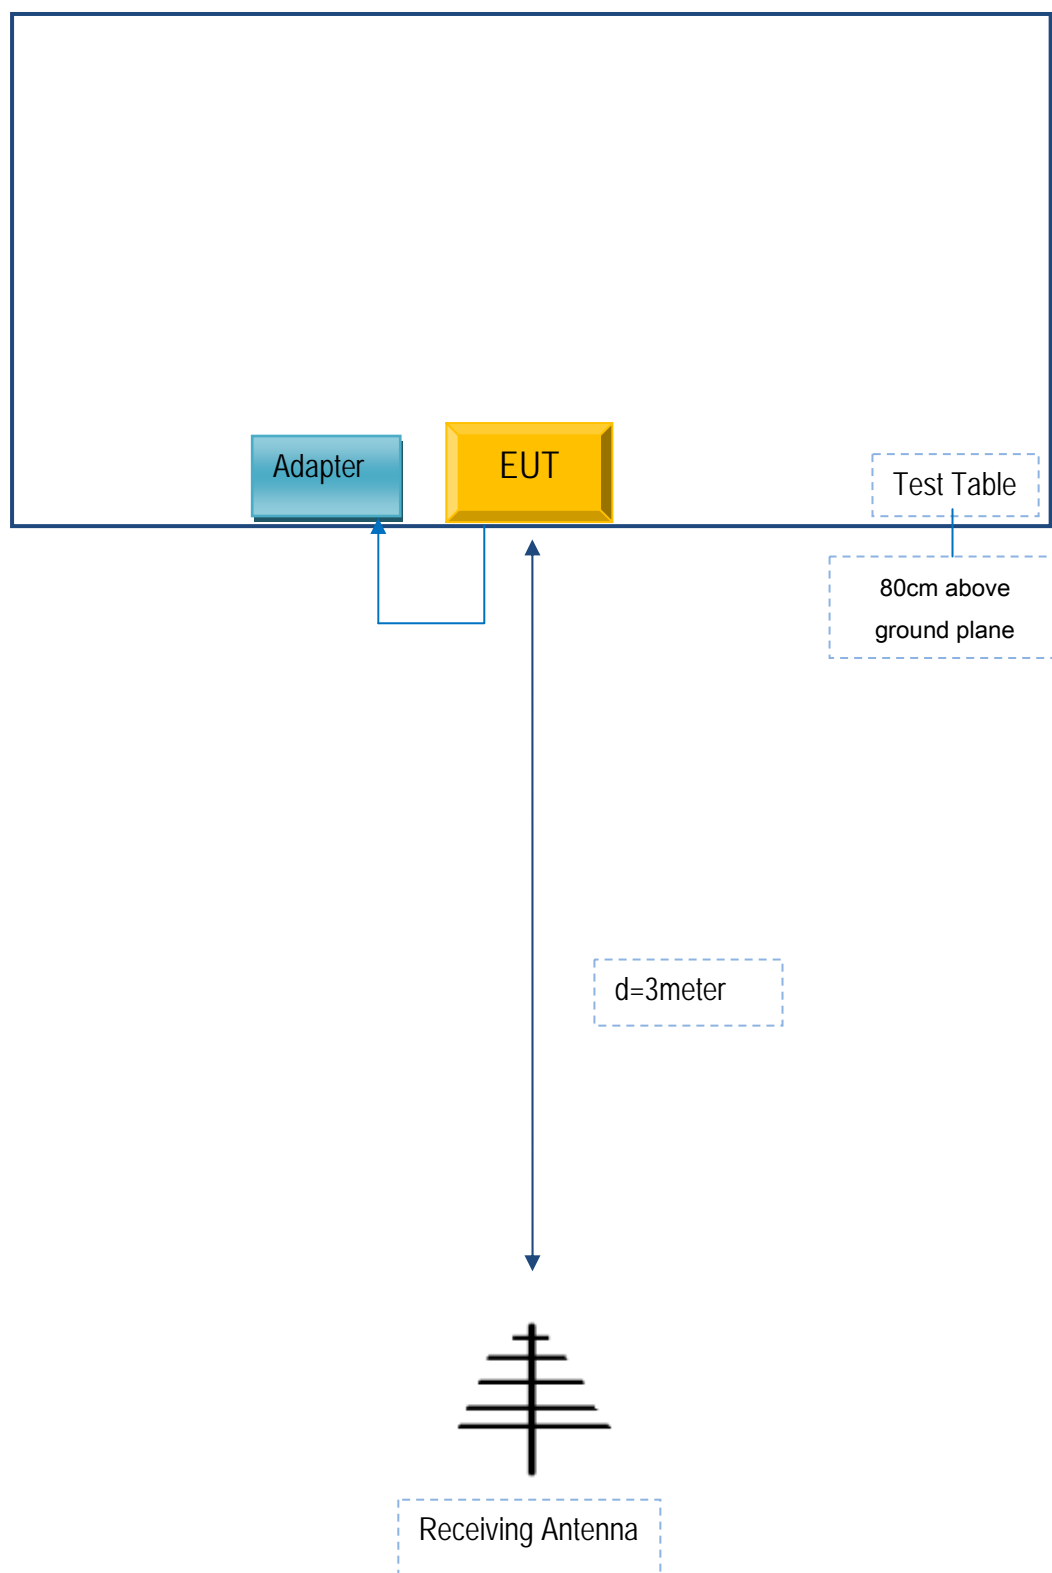 Adapter
EUT
Test Table
80cm above
ground plane
d=3meter
Receiving Antenna